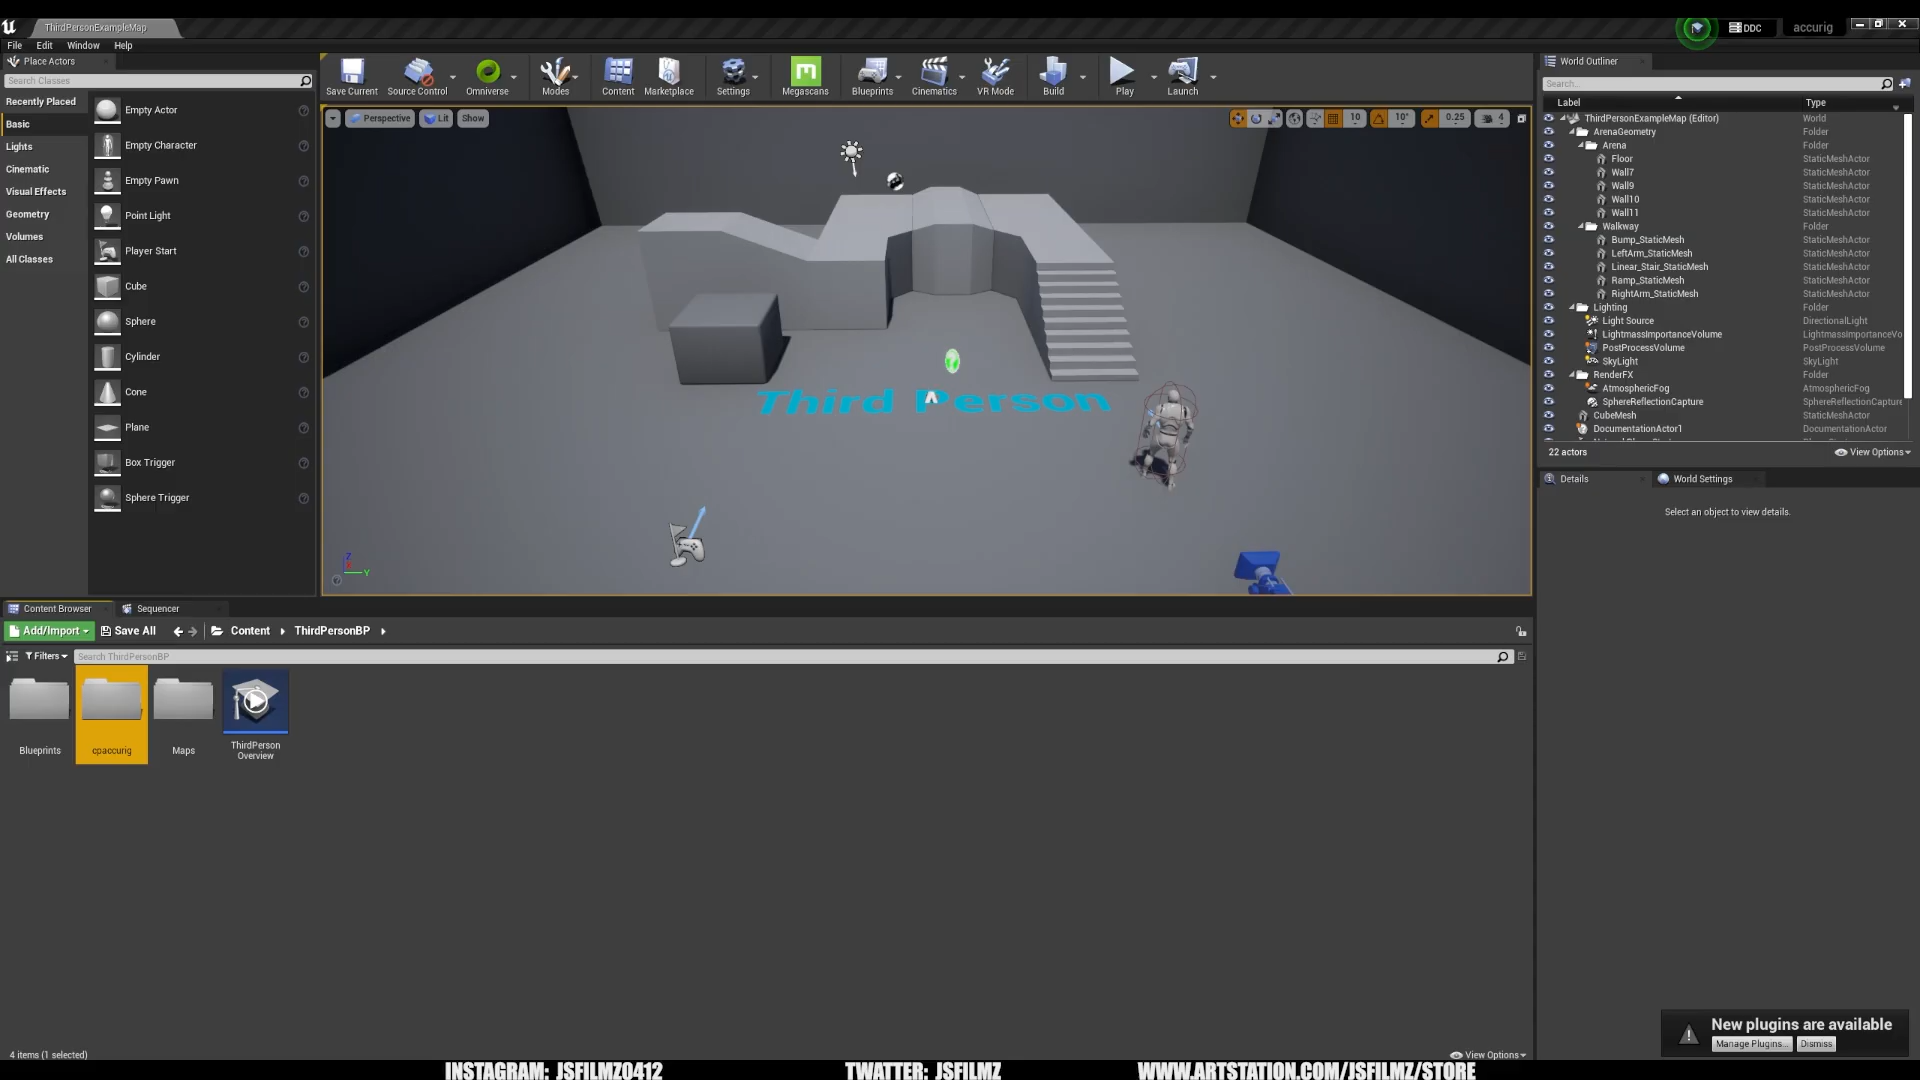 ThirdPersonExampleMap
DDC
accurig
File Edit Window Help
Place Actors
Search Classes
Recently Placed
Basic
Lights
Cinematic
Visual Effects
Geometry
Volumes
All Classes
Empty Actor
Empty Character
Empty Pawn
Point Light
Player Start
Cube
Sphere
Cylinder
Cone
Plane
Box Trigger
Sphere Trigger
Save Current
Source Control
Omniverse
Modes
Content
Marketplace
Settings
Megascans
Blueprints
Cinematics
VR Mode
Build
Play
Launch
Perspective
Lit
Show
10
10°
0.25
4
Third Person
Z
X
Y
World Outliner
Search...
Label Type
ThirdPersonExampleMap (Editor) World
ArenaGeometry Folder
Arena Folder
Floor StaticMeshActor
Wall7 StaticMeshActor
Wall9 StaticMeshActor
Wall10 StaticMeshActor
Wall11 StaticMeshActor
Walkway Folder
Bump_StaticMesh StaticMeshActor
LeftArm_StaticMesh StaticMeshActor
Linear_Stair_StaticMesh StaticMeshActor
Ramp_StaticMesh StaticMeshActor
RightArm_StaticMesh StaticMeshActor
Lighting Folder
Light Source DirectionalLight
LightmassImportanceVolume LightmassImportanceVo
PostProcessVolume PostProcessVolume
SkyLight SkyLight
RenderFX Folder
AtmosphericFog AtmosphericFog
SphereReflectionCapture SphereReflectionCapture
CubeMesh StaticMeshActor
DocumentationActor1 DocumentationActor
22 actors
View Options
Details
World Settings
Select an object to view details.
Content Browser
Sequencer
Add/Import
Save All
Content
ThirdPersonBP
Filters
Search ThirdPersonBP
Blueprints
cpaccurig
Maps
ThirdPerson
Overview
4 items (1 selected)
View Options
New plugins are available
Manage Plugins...
Dismiss
INSTAGRAM: JSFILMZ0412
TWATTER: JSFILMZ
WWW.ARTSTATION.COM/JSFILMZ/STORE